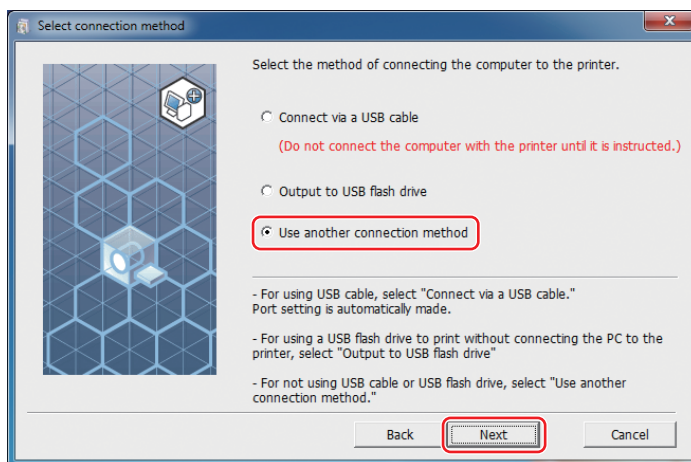 Select connection method
Select the method of connecting the computer to the printer.
Connect via a USB cable
(Do not connect the computer with the printer until it is instructed.)
Output to USB flash drive
Use another connection method
- For using USB cable, select "Connect via a USB cable."
Port setting is automatically made.
- For using a USB flash drive to print without connecting the PC to the
printer, select "Output to USB flash drive"
- For not using USB cable or USB flash drive, select "Use another
connection method."
Back Next Cancel